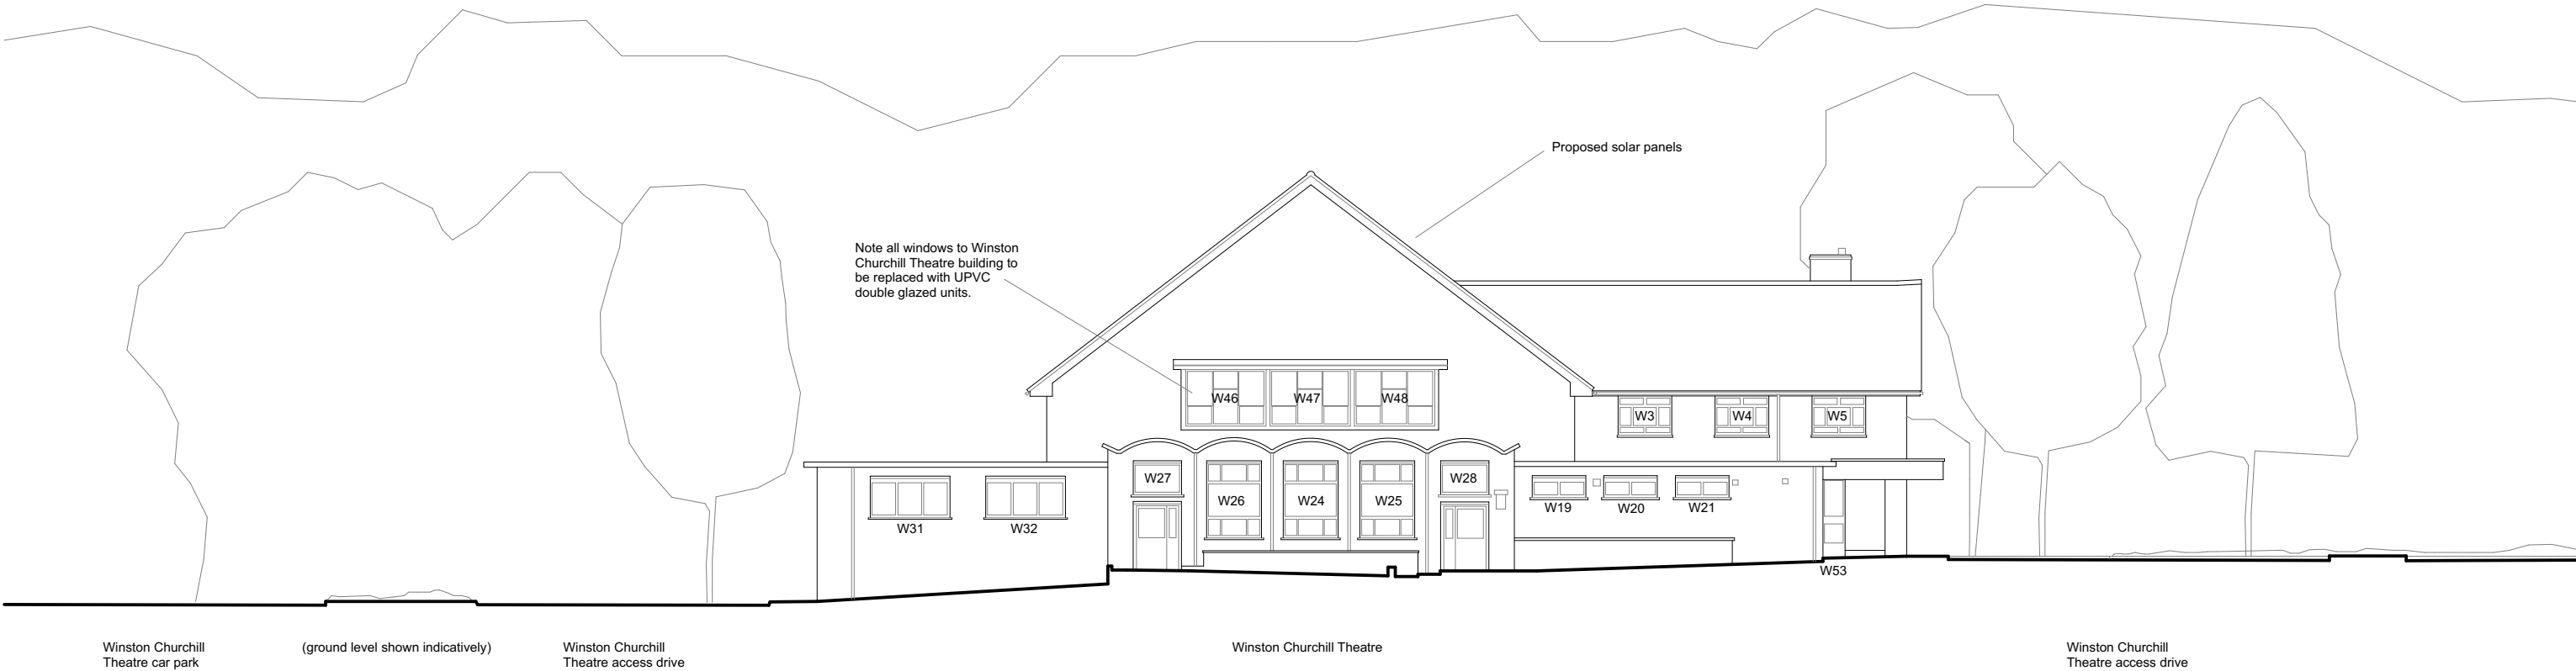 Proposed solar panels
Note all windows to Winston
Churchill Theatre building to
be replaced with UPVC
double glazed units.
W46 W47 W48
W3 W4 W5
W27 W26 W24 W25 W28
W31 W32
W19 W20 W21
W53
Winston Churchill
Theatre car park
(ground level shown indicatively)
Winston Churchill
Theatre access drive
Winston Churchill Theatre
Winston Churchill
Theatre access drive